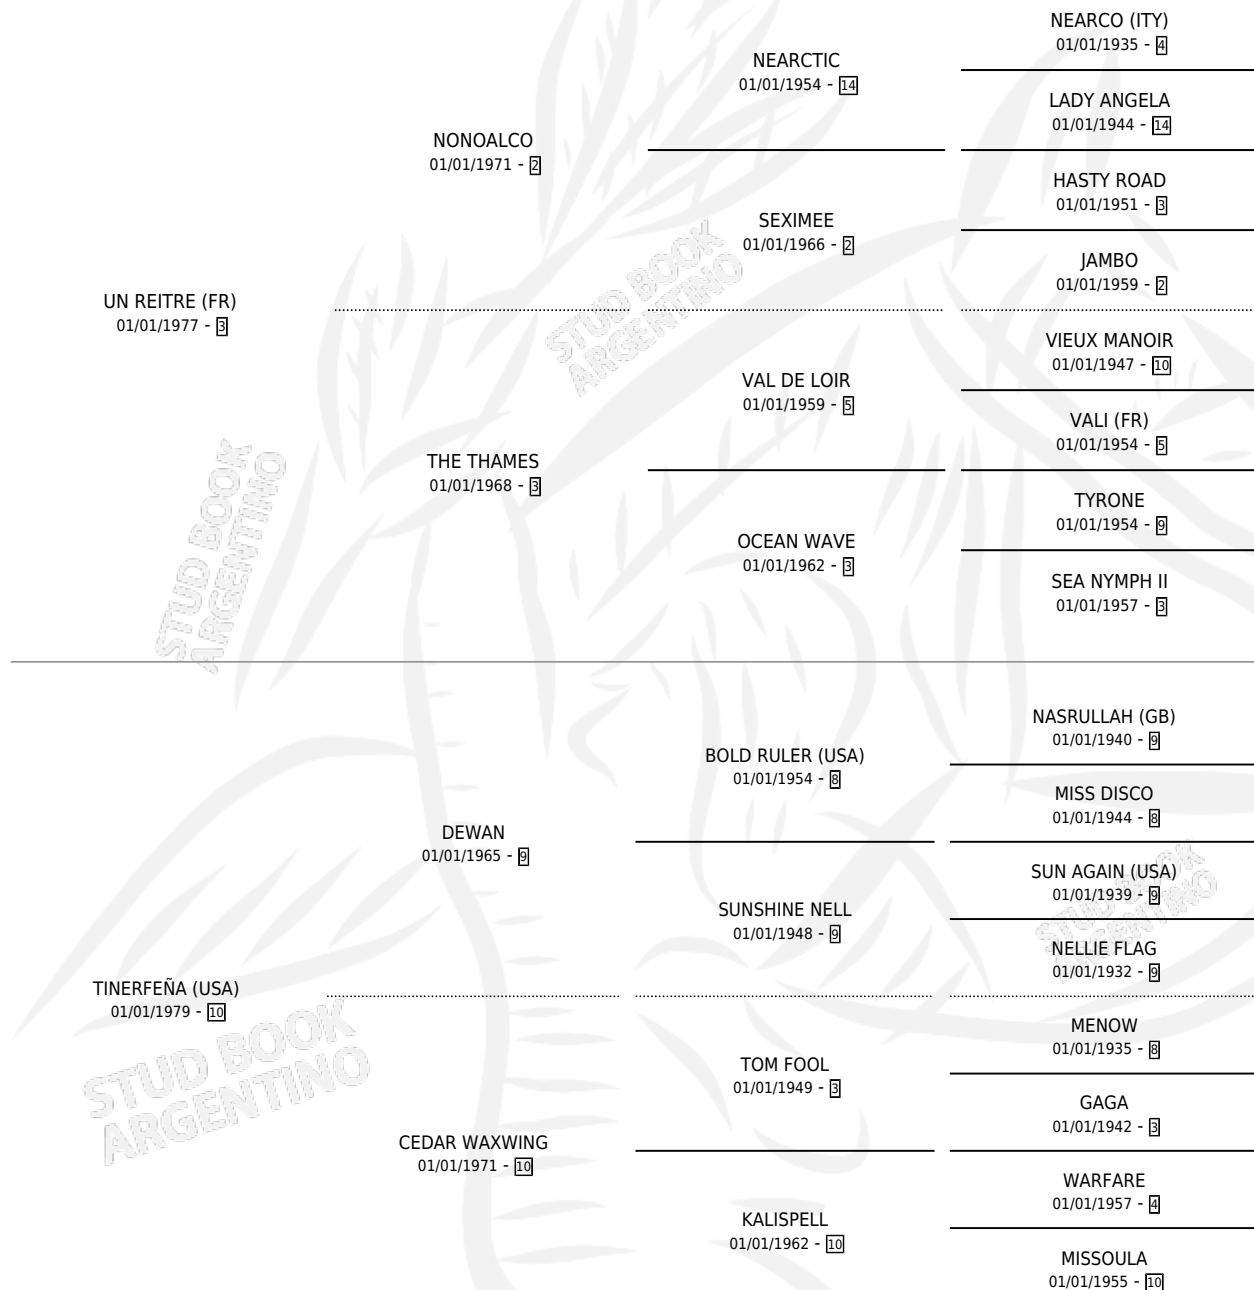 NEARCO (ITY)
01/01/1935 - 4
NEARCTIC
01/01/1954 - 14
LADY ANGELA
01/01/1944 - 14
NONOALCO
01/01/1971 - 2
HASTY ROAD
01/01/1951 - 3
SEXIMEE
01/01/1966 - 2
JAMBO
01/01/1959 - 2
UN REITRE (FR)
01/01/1977 - 3
VIEUX MANOIR
01/01/1947 - 10
VAL DE LOIR
01/01/1959 - 5
VALI (FR)
01/01/1954 - 5
THE THAMES
01/01/1968 - 3
TYRONE
01/01/1954 - 9
OCEAN WAVE
01/01/1962 - 3
SEA NYMPH II
01/01/1957 - 3
NASRULLAH (GB)
01/01/1940 - 9
BOLD RULER (USA)
01/01/1954 - 8
MISS DISCO
01/01/1944 - 8
DEWAN
01/01/1965 - 9
SUN AGAIN (USA)
01/01/1939 - 9
SUNSHINE NELL
01/01/1948 - 9
NELLIE FLAG
01/01/1932 - 9
TINERFEÑA (USA)
01/01/1979 - 10
MENOW
01/01/1935 - 8
TOM FOOL
01/01/1949 - 3
GAGA
01/01/1942 - 3
CEDAR WAXWING
01/01/1971 - 10
WARFARE
01/01/1957 - 4
KALISPELL
01/01/1962 - 10
MISSOULA
01/01/1955 - 10
STUD BOOK
ARGENTINO
STUD BOOK
ARGENTINO
STUD BOOK
ARGENTINO
STUD BOOK
ARGENTINO